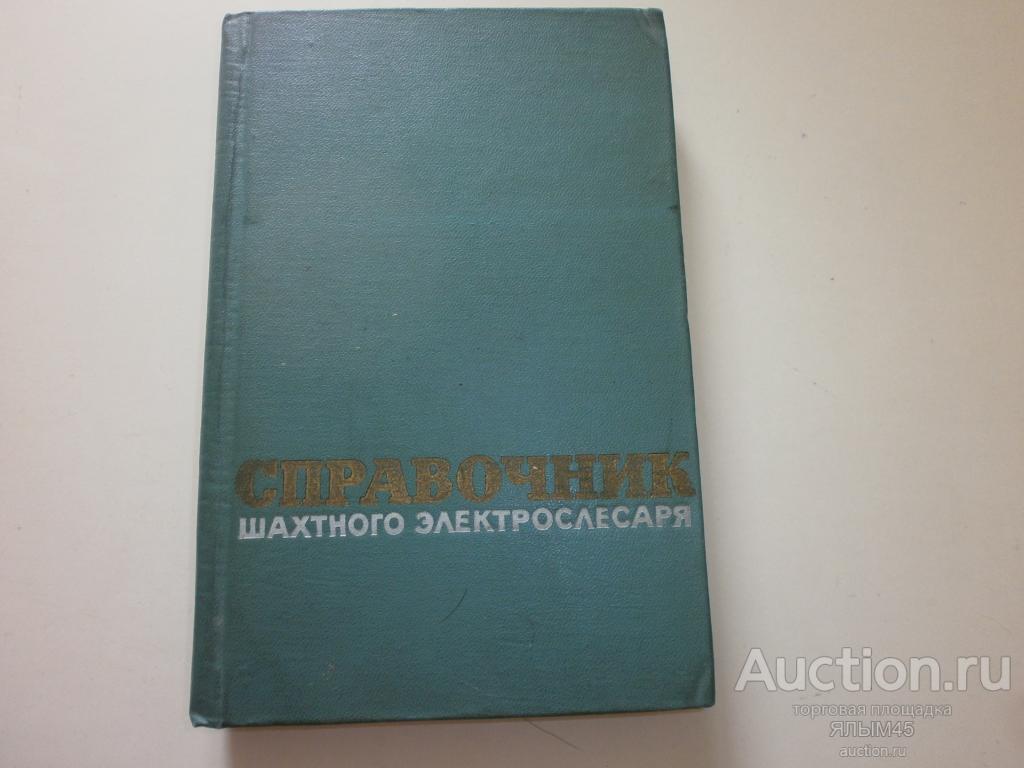 СПРАВОЧНИК
ШАХТНОГО ЭЛЕКТРОСЛЕСАРЯ
Auction.ru
торговая площадка
ЯЛЫМ45
auction.ru